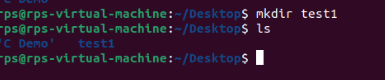 rps@rps-virtual-machine:~/Desktop$ mkdir test1
rps@rps-virtual-machine:~/Desktop$ ls
'C Demo' test1
rps@rps-virtual-machine:~/Desktop$